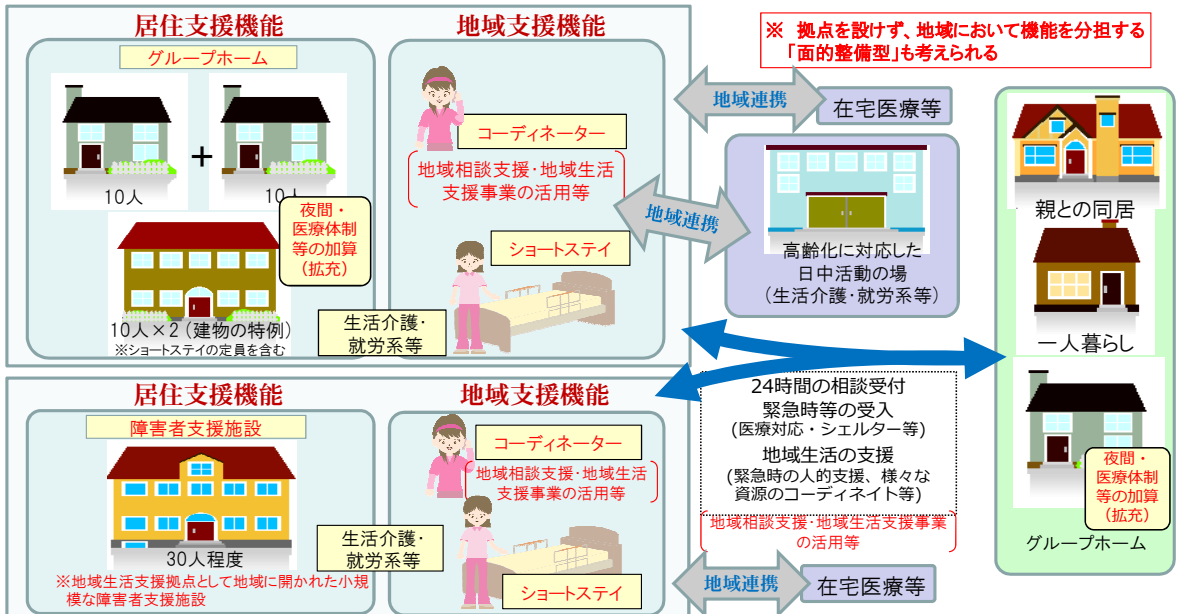 居住支援機能
地域支援機能
※ 拠点を設けず、地域において機能を分担する
「面的整備型」も考えられる
グループホーム
+
10人
10人
夜間・
医療体制
等の加算
(拡充)
10人×2(建物の特例)
※ショートステイの定員を含む
コーディネーター
地域相談支援・地域生活
支援事業の活用等
ショートステイ
生活介護・
就労系等
地域連携
在宅医療等
地域連携
高齢化に対応した
日中活動の場
(生活介護・就労系等)
親との同居
一人暮らし
夜間・
医療体制
等の加算
(拡充)
グループホーム
居住支援機能
地域支援機能
障害者支援施設
30人程度
※地域生活支援拠点として地域に開かれた小規
模な障害者支援施設
コーディネーター
地域相談支援・地域生活
支援事業の活用等
生活介護・
就労系等
ショートステイ
24時間の相談受付
緊急時等の受入
(医療対応・シェルター等)
地域生活の支援
(緊急時の人的支援、様々な
資源のコーディネイト等)
地域相談支援・地域生活支援事業
の活用等
地域連携
在宅医療等